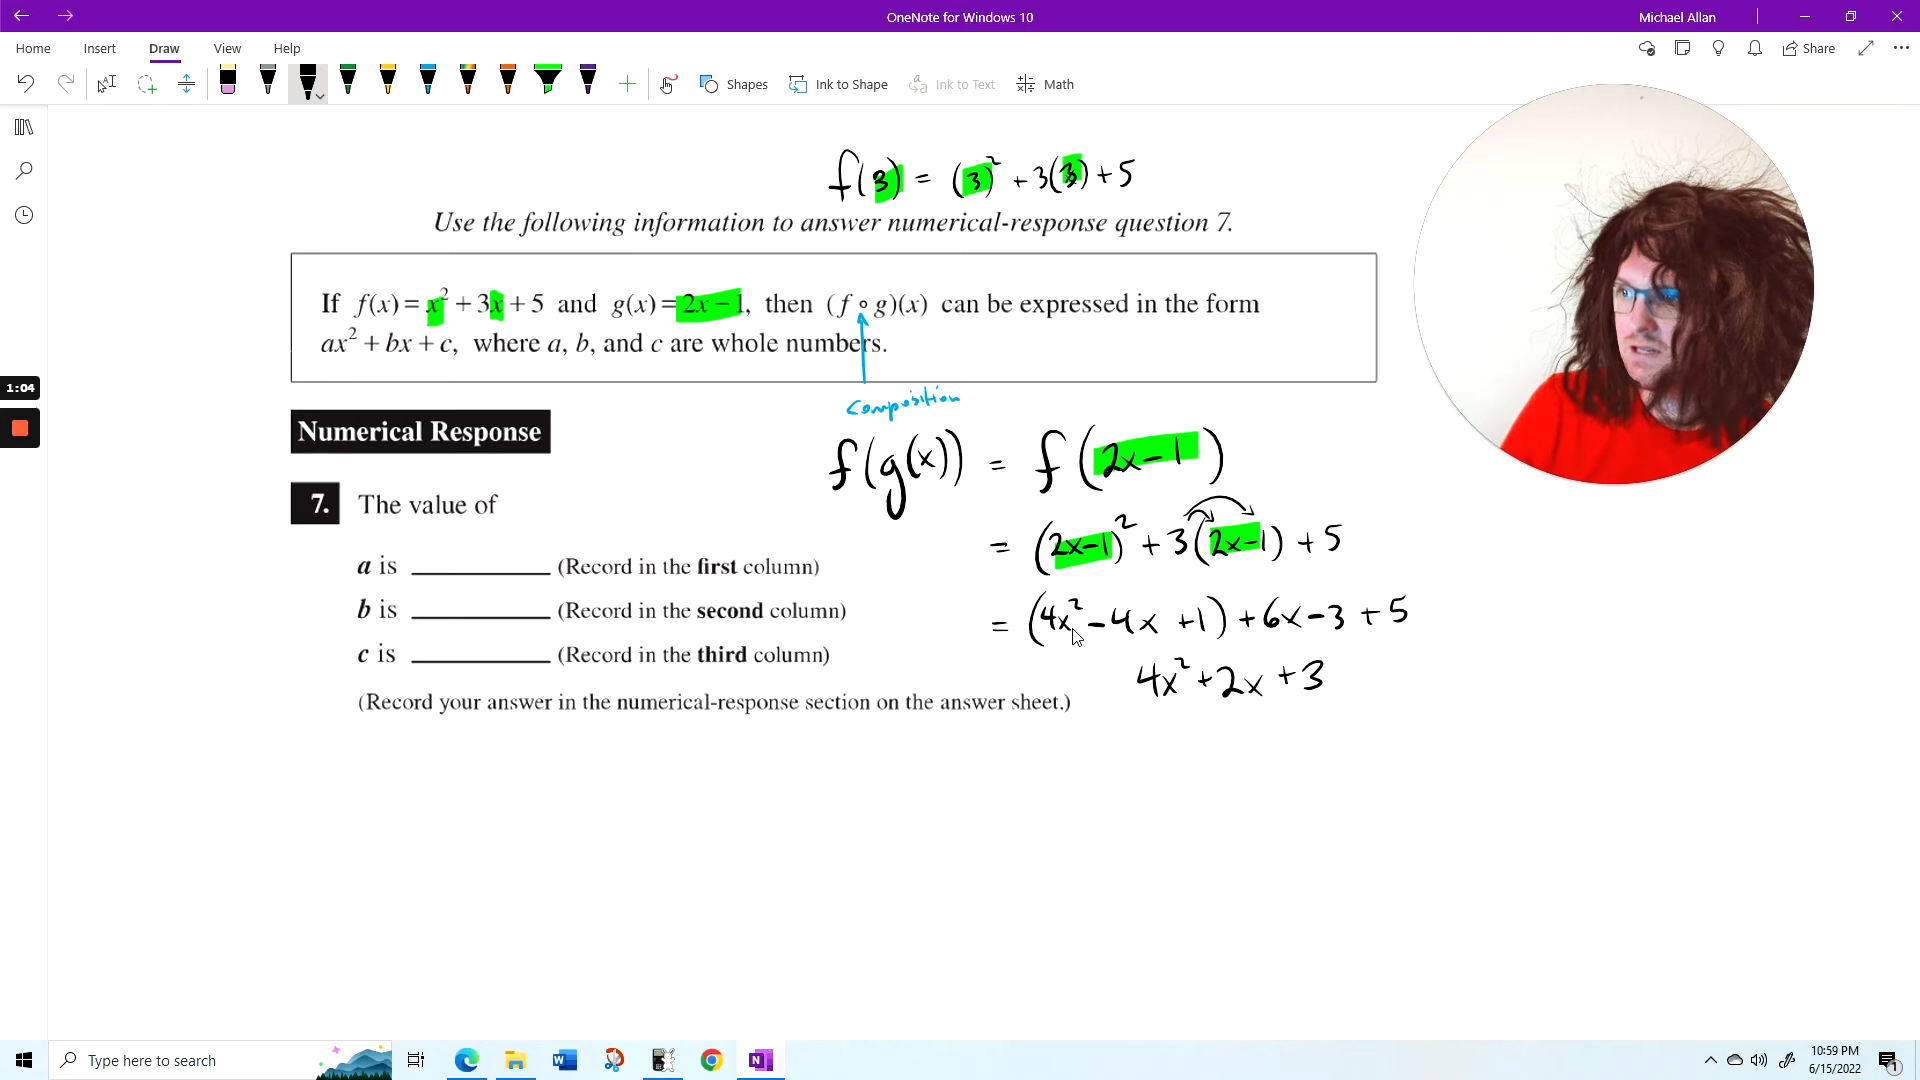 OneNote for Windows 10
Michael Allan
Home Insert Draw View Help
Share
Shapes Ink to Shape Ink to Text Math
f(3) = (3)² + 3(3) + 5
Use the following information to answer numerical-response question 7.
If f(x) = x² + 3x + 5 and g(x) = 2x − 1, then (f ∘ g)(x) can be expressed in the form
ax² + bx + c, where a, b, and c are whole numbers.
1:04
composition
Numerical Response
f(g(x)) = f(2x−1)
7. The value of
= (2x−1)² + 3(2x−1) + 5
a is ____________ (Record in the first column)
b is ____________ (Record in the second column)
= (4x² − 4x + 1) + 6x − 3 + 5
c is ____________ (Record in the third column)
4x² + 2x + 3
(Record your answer in the numerical-response section on the answer sheet.)
Type here to search
10:59 PM
6/15/2022
1